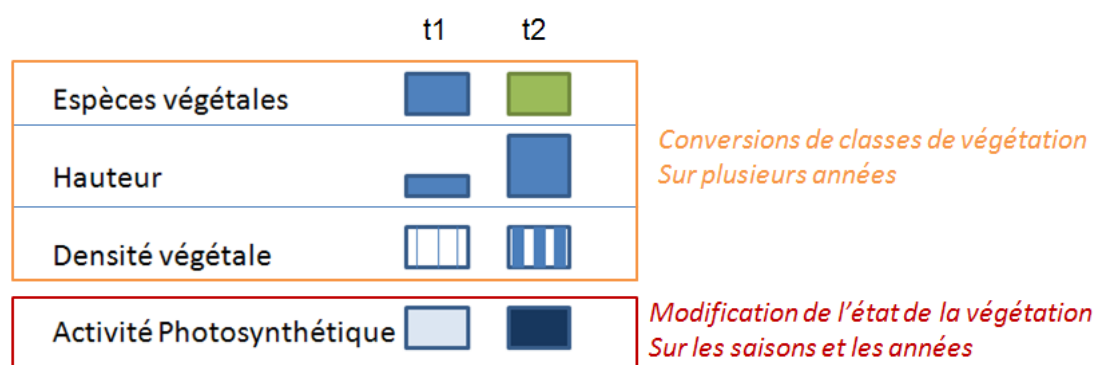 t1 t2
Espèces végétales
Hauteur
Densité végétale
Conversions de classes de végétation
Sur plusieurs années
Activité Photosynthétique
Modification de l'état de la végétation
Sur les saisons et les années